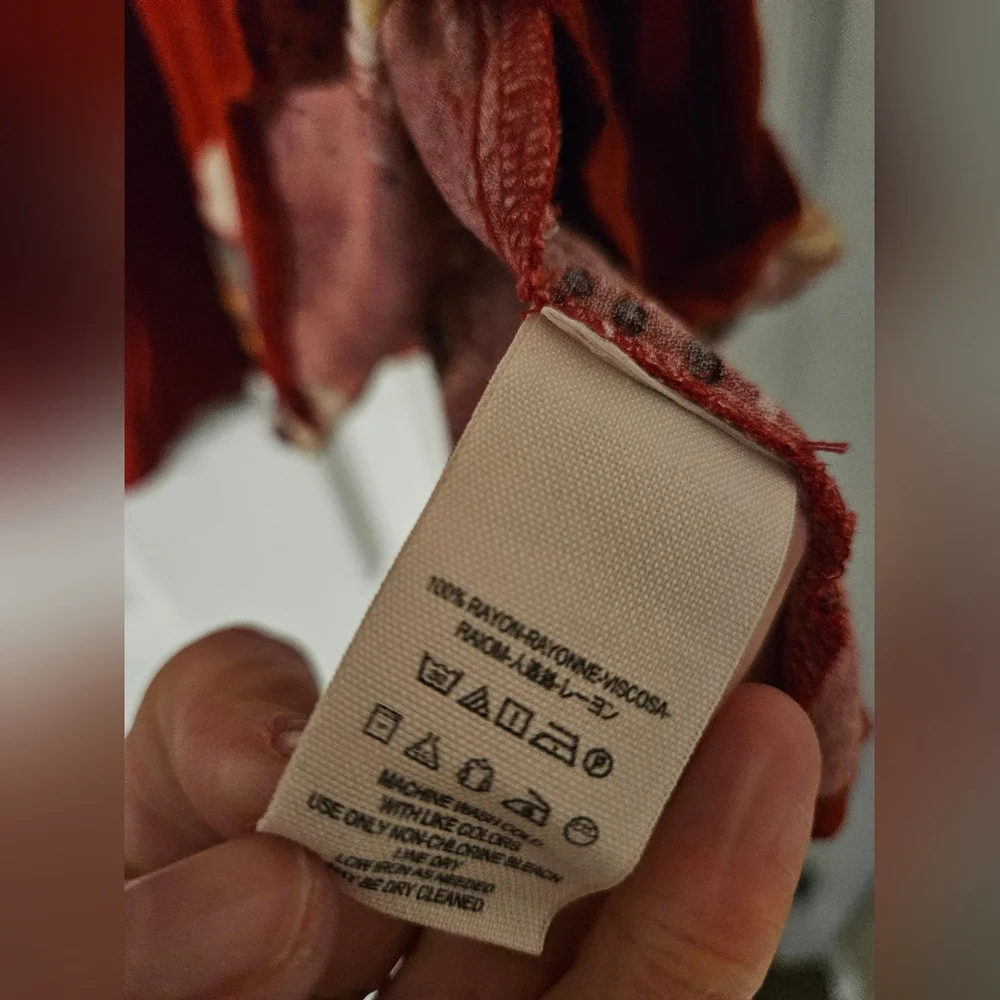 100% RAYON-RAYONNE-VISCOSA-
RAIOM-人造絲-レーヨン
P
MACHINE WASH COLD
WITH LIKE COLORS
USE ONLY NON-CHLORINE BLEACH
LINE DRY
LOW IRON AS NEEDED
MAY BE DRY CLEANED